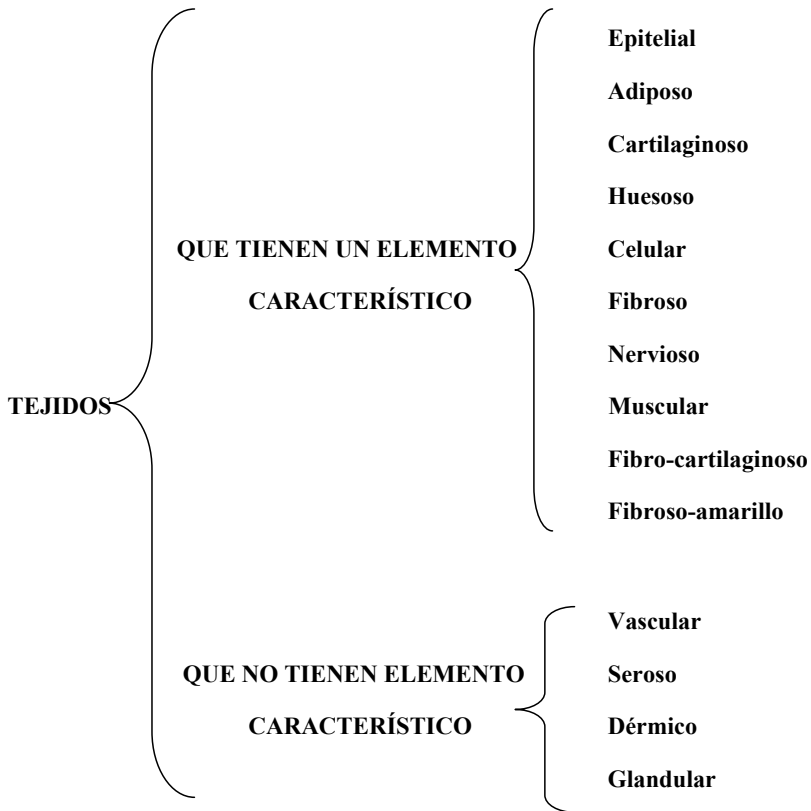 TEJIDOS
QUE TIENEN UN ELEMENTO
CARACTERÍSTICO
Epitelial
Adiposo
Cartilaginoso
Huesoso
Celular
Fibroso
Nervioso
Muscular
Fibro-cartilaginoso
Fibroso-amarillo
QUE NO TIENEN ELEMENTO
CARACTERÍSTICO
Vascular
Seroso
Dérmico
Glandular